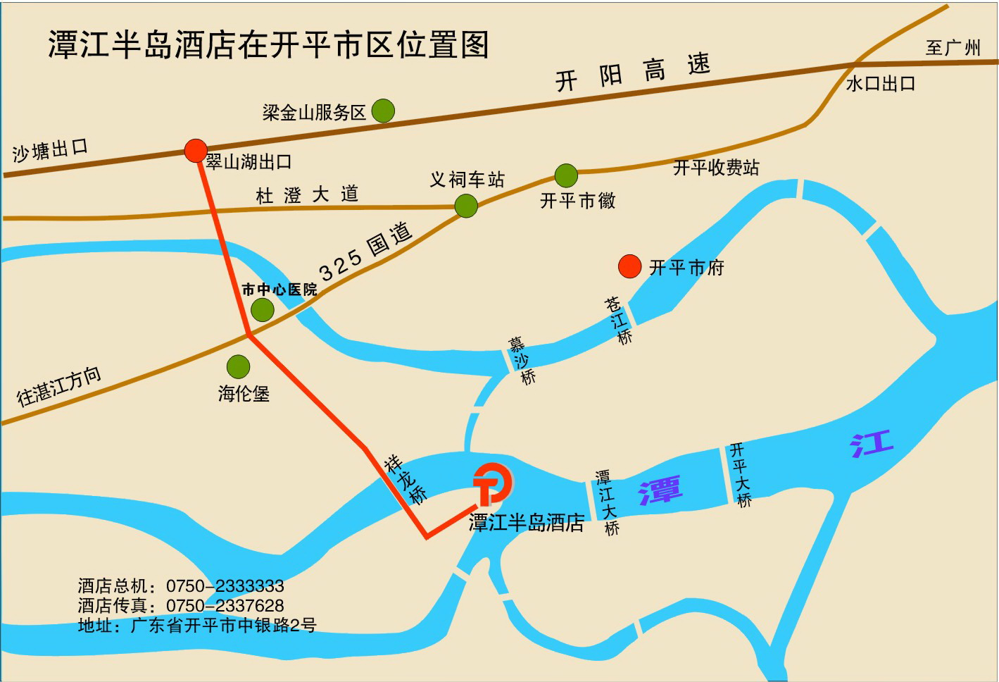 潭江半岛酒店在开平市区位置图
至广州
开阳高速
水口出口
梁金山服务区
沙塘出口
翠山湖出口
开平收费站
义祠车站
杜澄大道
开平市徽
325国道
开平市府
市中心医院
苍江桥
慕沙桥
往湛江方向
海伦堡
江
开平大桥
祥龙桥
潭江大桥
潭
潭江半岛酒店
酒店总机：0750-2333333
酒店传真：0750-2337628
地址：广东省开平市中银路2号